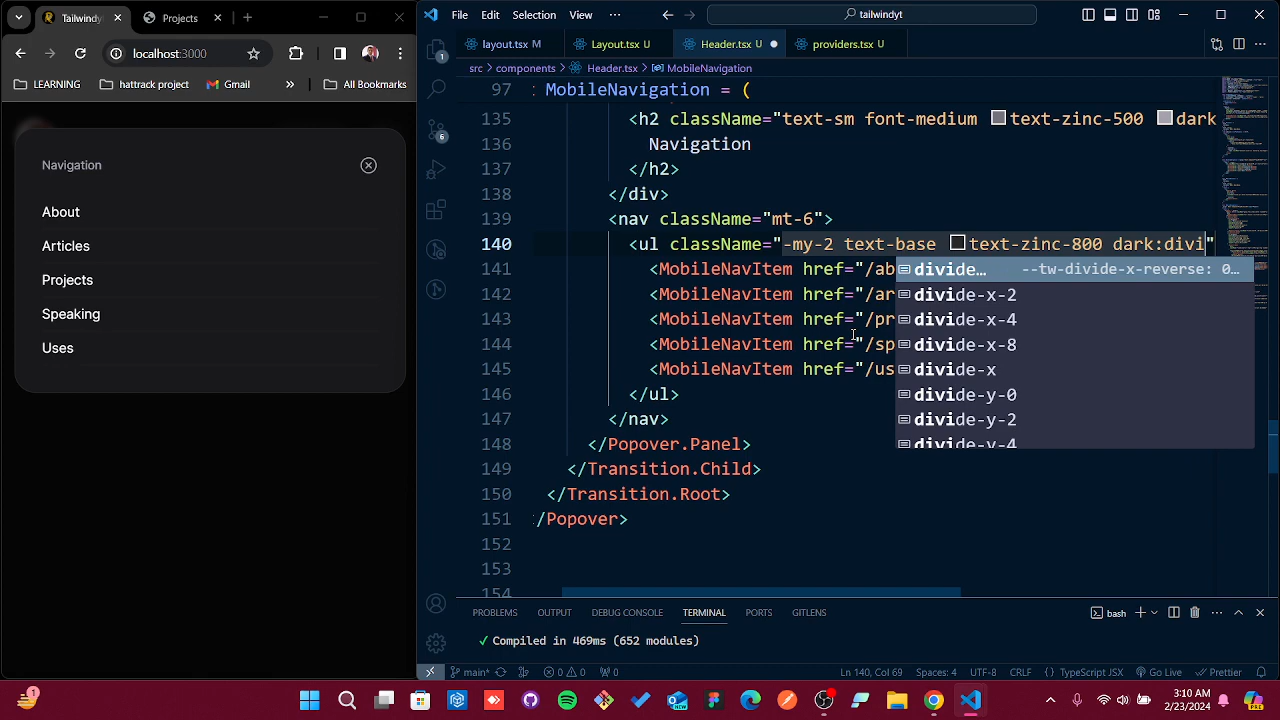 Tailwindyt
Projects
localhost:3000
LEARNING
hattrack project
Gmail
»
All Bookmarks
Navigation
About
Articles
Projects
Speaking
Uses
File Edit Selection View ···
tailwindyt
layout.tsx M
Layout.tsx U
Header.tsx U
providers.tsx U
src > components > Header.tsx > MobileNavigation
97 MobileNavigation = (
135 <h2 className="text-sm font-medium text-zinc-500 dark
136 Navigation
137 </h2>
138 </div>
139 <nav className="mt-6">
140 <ul className="-my-2 text-base text-zinc-800 dark:divi"
141 <MobileNavItem href="/ab
142 <MobileNavItem href="/ar
143 <MobileNavItem href="/pr
144 <MobileNavItem href="/sp
145 <MobileNavItem href="/us
146 </ul>
147 </nav>
148 </Popover.Panel>
149 </Transition.Child>
150 </Transition.Root>
151 /Popover>
152
153
154
divide… --tw-divide-x-reverse: 0…
divide-x-2
divide-x-4
divide-x-8
divide-x
divide-y-0
divide-y-2
divide-y-4
PROBLEMS OUTPUT DEBUG CONSOLE TERMINAL PORTS GITLENS
bash
✓ Compiled in 469ms (652 modules)
main* 0 0 0
Ln 140, Col 69 Spaces: 4 UTF-8 CRLF {} TypeScript JSX Go Live Prettier
3:10 AM
2/23/2024